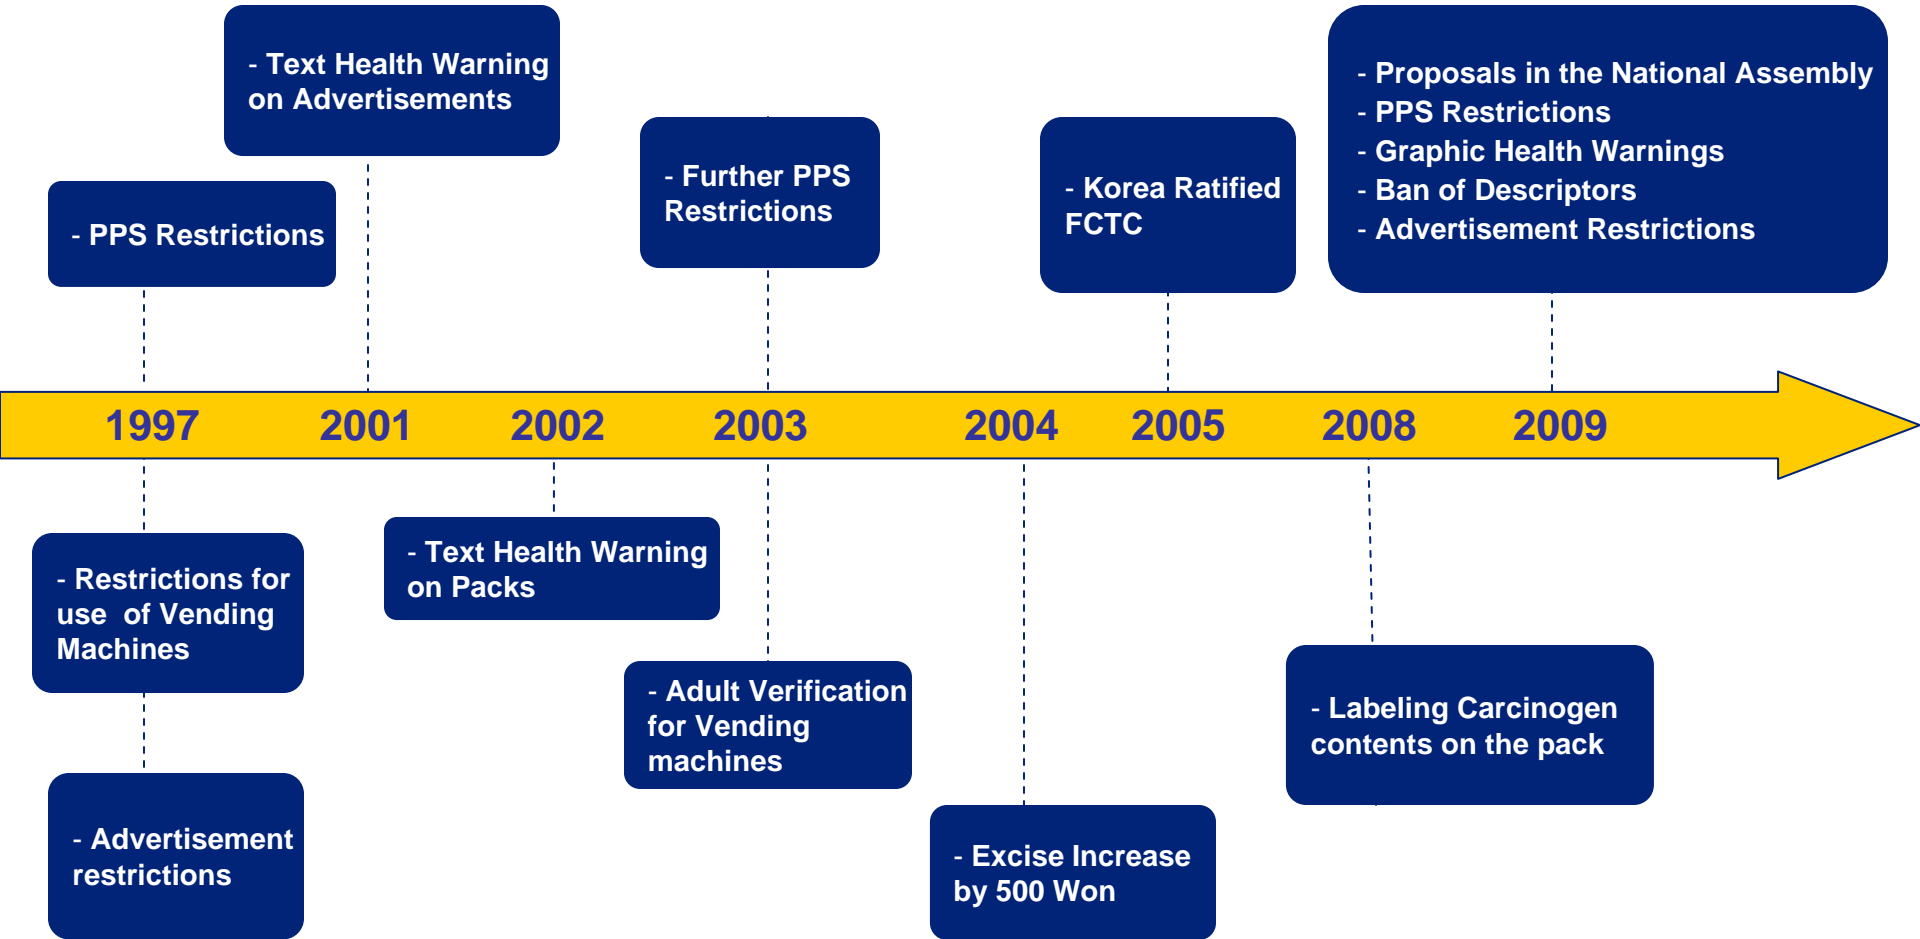 - Text Health Warning
on Advertisements
- Proposals in the National Assembly
- PPS Restrictions
- Graphic Health Warnings
- Ban of Descriptors
- Advertisement Restrictions
- Further PPS
Restrictions
- Korea Ratified
FCTC
- PPS Restrictions
1997 2001 2002 2003 2004 2005 2008 2009
- Restrictions for
use of Vending
Machines
- Text Health Warning
on Packs
- Adult Verification
for Vending
machines
- Labeling Carcinogen
contents on the pack
- Advertisement
restrictions
- Excise Increase
by 500 Won